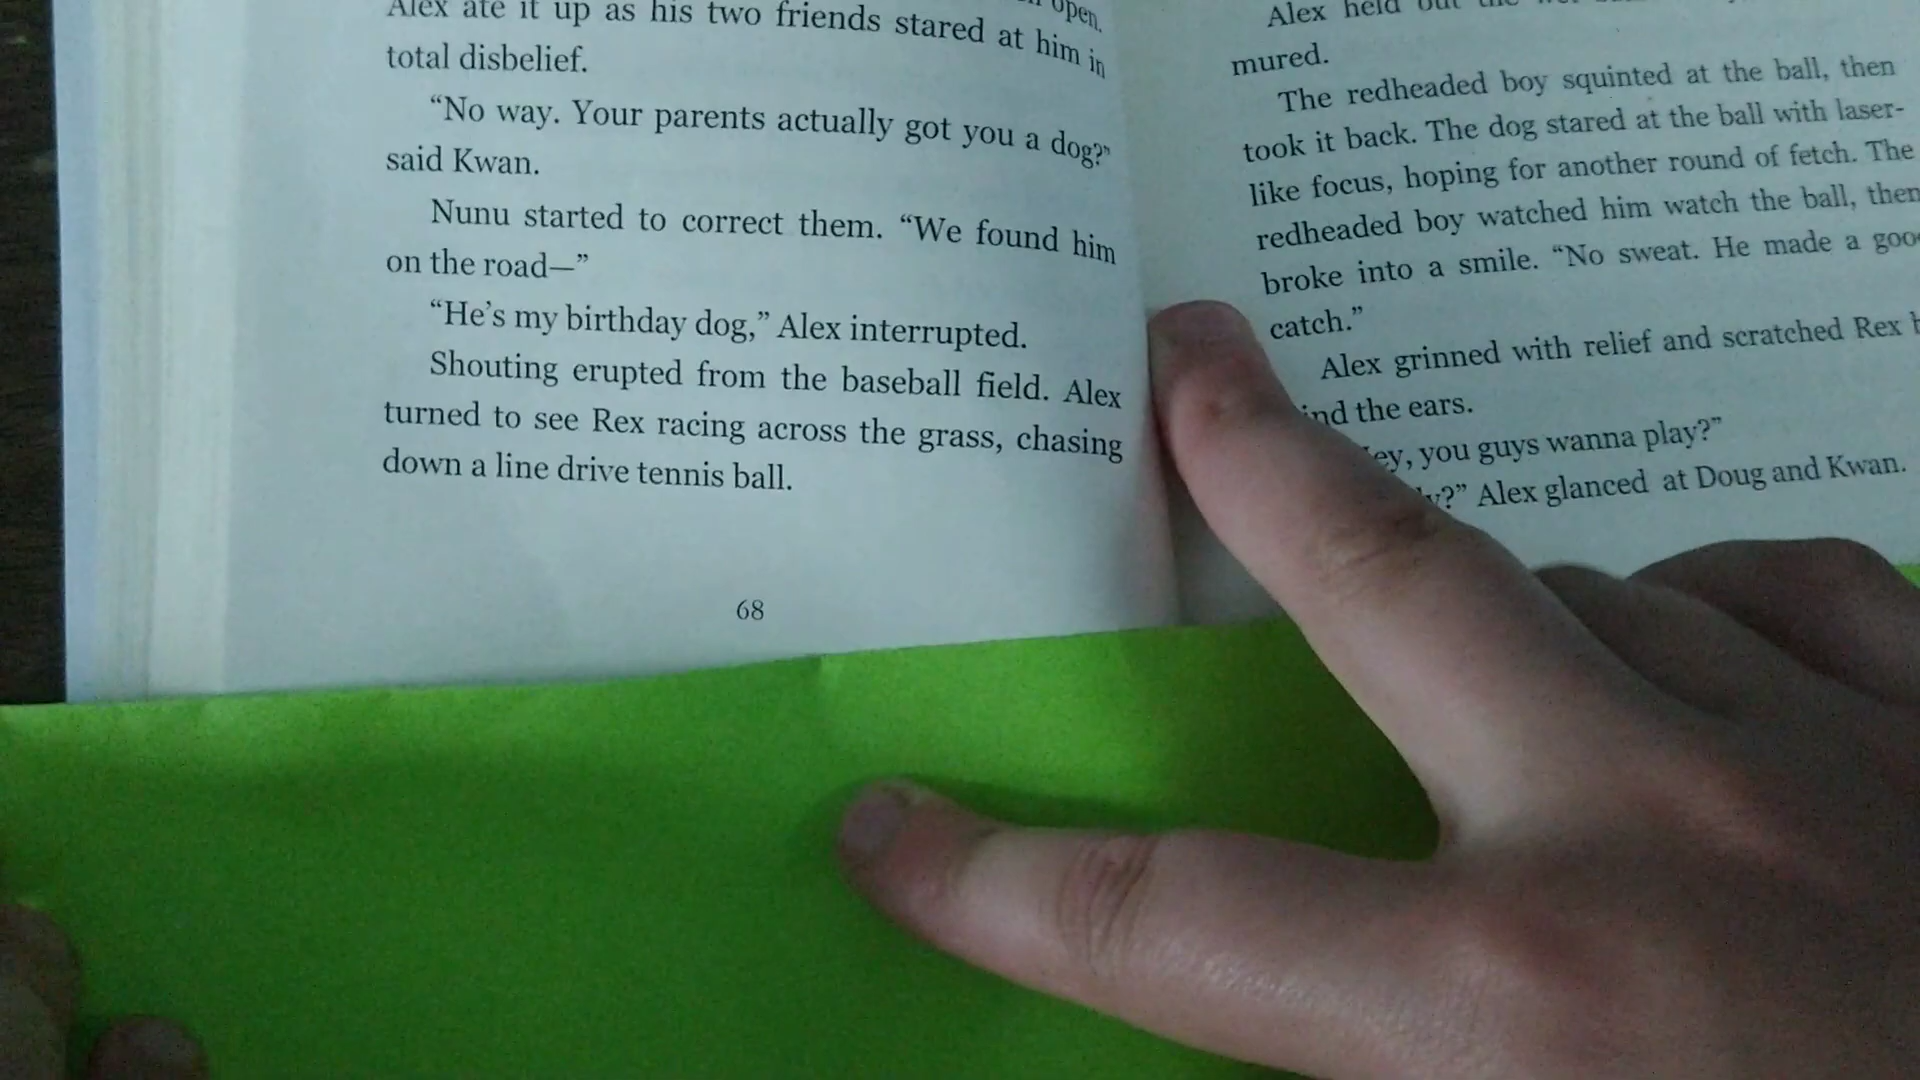 open.
Alex ate it up as his two friends stared at him in
total disbelief.
“No way. Your parents actually got you a dog?”
said Kwan.
Nunu started to correct them. “We found him
on the road—”
“He’s my birthday dog,” Alex interrupted.
Shouting erupted from the baseball field. Alex
turned to see Rex racing across the grass, chasing
down a line drive tennis ball.
68
Alex held out the
mured.
The redheaded boy squinted at the ball, then
took it back. The dog stared at the ball with laser-
like focus, hoping for another round of fetch. The
redheaded boy watched him watch the ball, then
broke into a smile. “No sweat. He made a
catch.”
Alex grinned with relief and scratched Rex
the ears.
you guys wanna play?”
Alex glanced at Doug and Kwan.